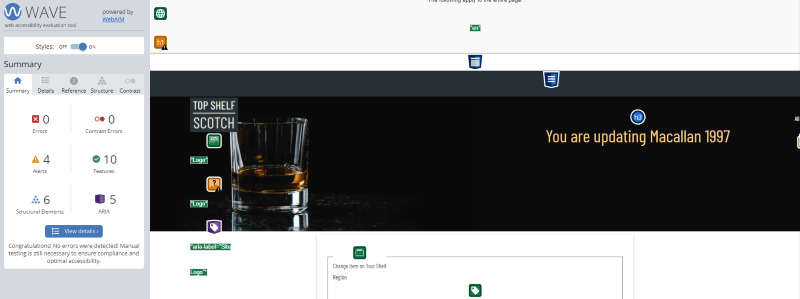 WAVE
powered by
WebAIM
web accessibility evaluation tool
Styles: OFF ON
Summary
Summary Details Reference Structure Contrast
0
Errors
0
Contrast Errors
4
Alerts
10
Features
6
Structural Elements
5
ARIA
View details ›
Congratulations! No errors were detected! Manual
testing is still necessary to ensure compliance and
optimal accessibility.
The following apply to the entire page
"en"
h1
TOP SHELF
SCOTCH
h3
You are updating Macallan 1997
"Logo"
"Logo"
"aria-label="Site
Logo""
Change Item on Your Shelf
Region